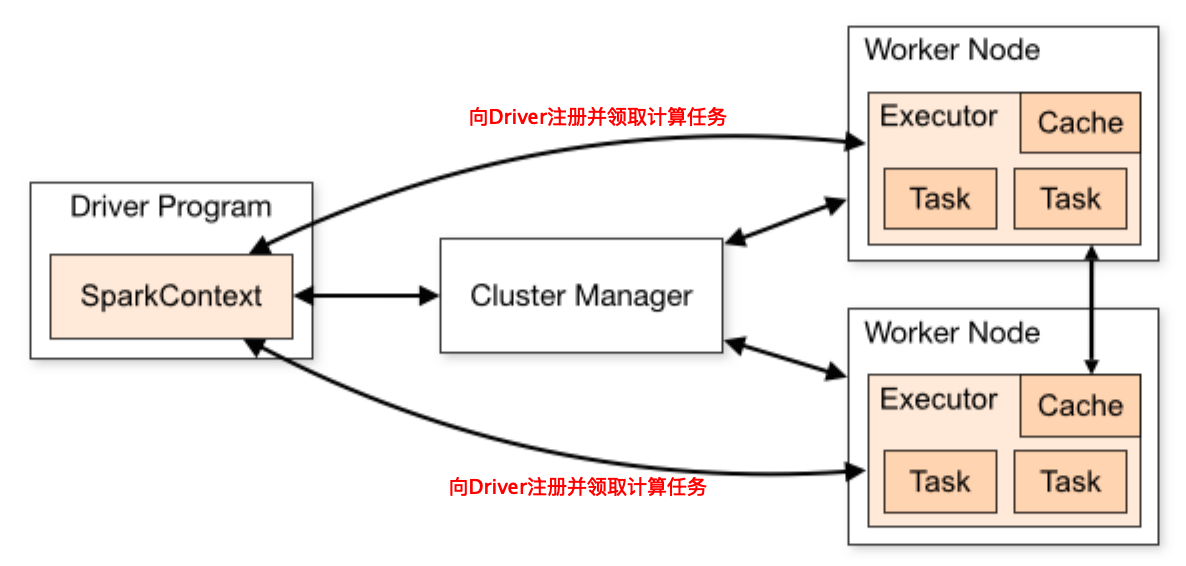 向Driver注册并领取计算任务
Driver Program
SparkContext
Cluster Manager
Worker Node
Executor
Cache
Task
Task
Worker Node
Executor
Cache
Task
Task
向Driver注册并领取计算任务